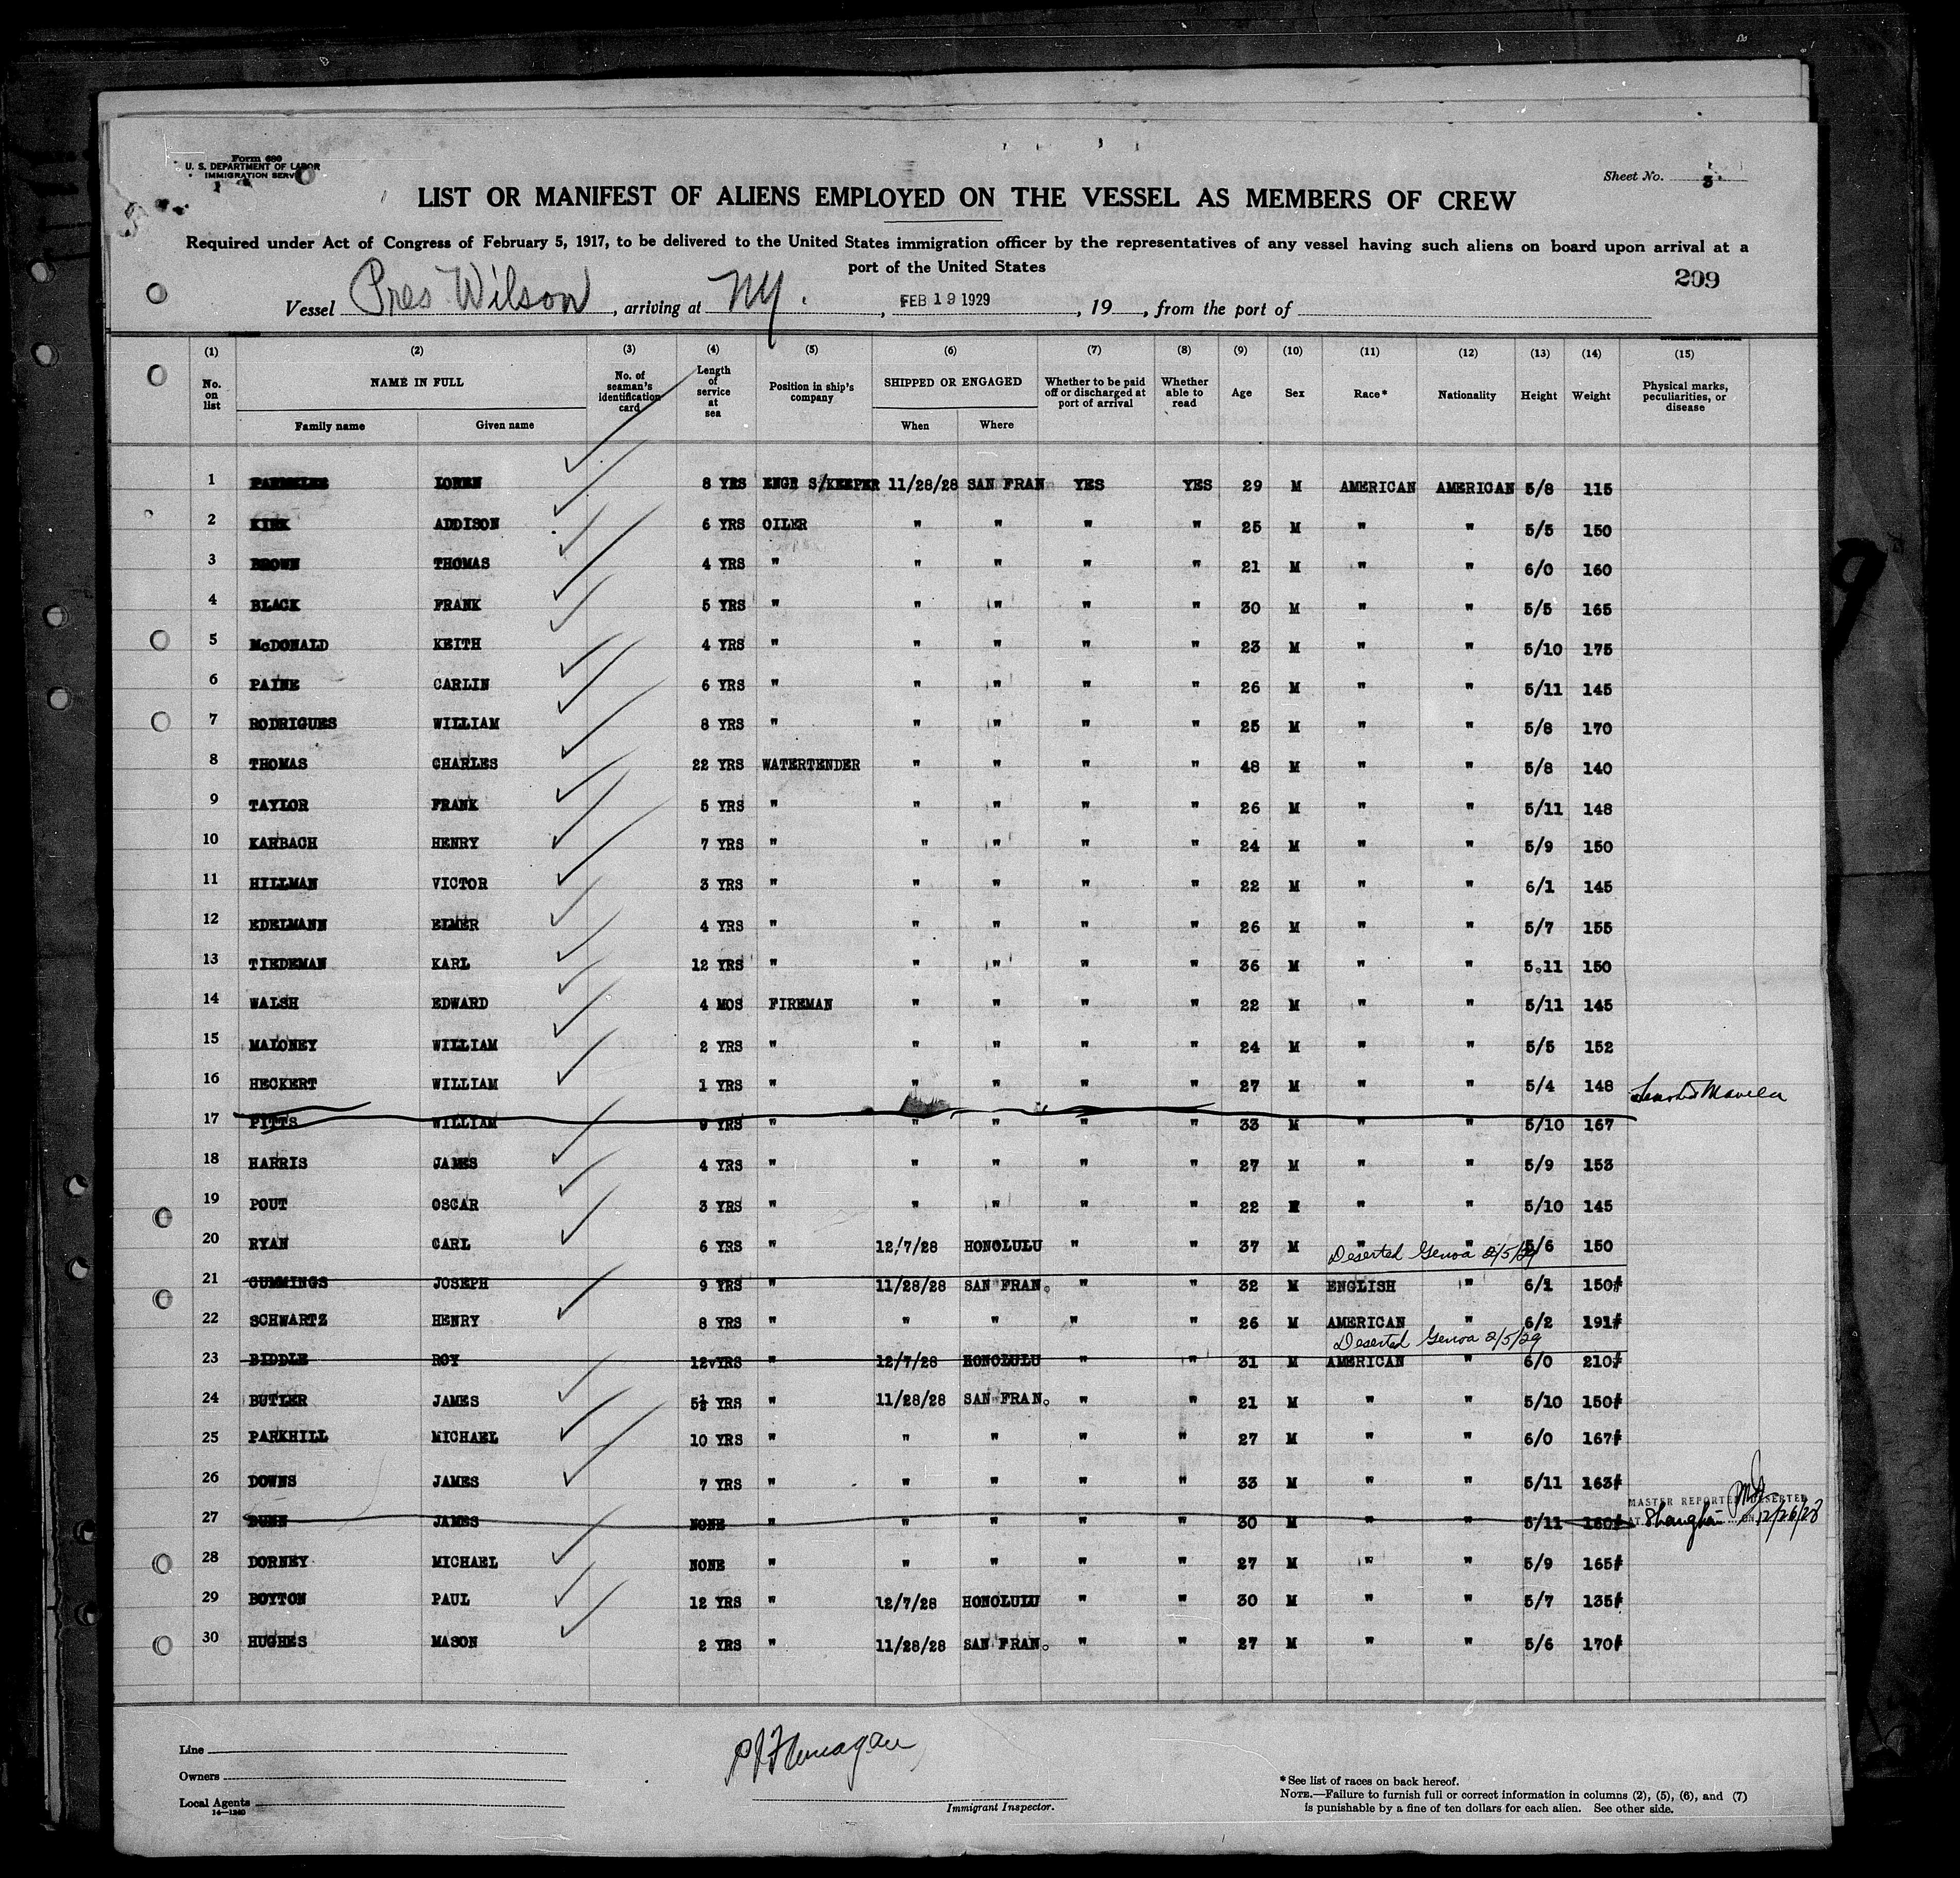 Form 680
U. S. DEPARTMENT OF LABOR
IMMIGRATION SERVICE
Sheet No. 3
LIST OR MANIFEST OF ALIENS EMPLOYED ON THE VESSEL AS MEMBERS OF CREW
Required under Act of Congress of February 5, 1917, to be delivered to the United States immigration officer by the representatives of any vessel having such aliens on board upon arrival at a
port of the United States
209
Vessel Pres Wilson, arriving at NY., FEB 19 1929, 19, from the port of
(1) (2) (3) (4) (5) (6) (7) (8) (9) (10) (11) (12) (13) (14) (15)
No. on list NAME IN FULL No. of seaman's identification card Length of service at sea Position in ship's company SHIPPED OR ENGAGED Whether to be paid off or discharged at port of arrival Whether able to read Age Sex Race* Nationality Height Weight Physical marks, peculiarities, or disease
Family name Given name When Where
1 LOREN 8 YRS ENGR S/KEEPER 11/28/28 SAN FRAN YES YES 29 M AMERICAN AMERICAN 5/8 115
2 KIRK ADDISON 6 YRS OILER " " " " 25 M " " 5/5 150
3 BROWN THOMAS 4 YRS " " " " " 21 M " " 6/0 160
4 BLACK FRANK 5 YRS " " " " " 30 M " " 5/5 165
5 McDONALD KEITH 4 YRS " " " " " 23 M " " 5/10 175
6 PAINE CARLIN 6 YRS " " " " " 26 M " " 5/11 145
7 RODRIGUES WILLIAM 8 YRS " " " " " 25 M " " 5/8 170
8 THOMAS CHARLES 22 YRS WATERTENDER " " " " 48 M " " 5/8 140
9 TAYLOR FRANK 5 YRS " " " " " 26 M " " 5/11 148
10 KARBACH HENRY 7 YRS " " " " " 24 M " " 5/9 150
11 HILLMAN VICTOR 3 YRS " " " " " 22 M " " 6/1 145
12 EDELMANN ELMER 4 YRS " " " " " 26 M " " 5/7 155
13 TIEDEMAN KARL 12 YRS " " " " " 36 M " " 5.11 150
14 WALSH EDWARD 4 MOS FIREMAN " " " " 22 M " " 5/11 145
15 MALONEY WILLIAM 2 YRS " " " " " 24 M " " 5/5 152
16 HECKERT WILLIAM 1 YRS " " " " " 27 M " " 5/4 148
17 PITTS WILLIAM 9 YRS " " " " " 33 M " " 5/10 167
18 HARRIS JAMES 4 YRS " " " " " 27 M " " 5/9 153
19 POUT OSCAR 3 YRS " " " " " 22 M " " 5/10 145
20 RYAN CARL 6 YRS " 12/7/28 HONOLULU " " 37 M " " 5/6 150
Deserted Genoa 2/5/29
21 CUMMINGS JOSEPH 9 YRS " 11/28/28 SAN FRAN. " " 32 M ENGLISH " 6/1 150#
22 SCHWARTZ HENRY 8 YRS " " " " " 26 M AMERICAN " 6/2 191#
Deserted Genoa 2/5/29
23 BIDDLE ROY 12 YRS " 12/7/28 HONOLULU " " 31 M AMERICAN " 6/0 210#
24 BUTLER JAMES 5½ YRS " 11/28/28 SAN FRAN. " " 21 M " " 5/10 150#
25 PARKHILL MICHAEL 10 YRS " " " " " 27 M " " 6/0 167#
26 DOWNS JAMES 7 YRS " " " " " 33 M " " 5/11 163#
MASTER REPORTED DESERTED
27 DUNN JAMES NONE " " " " " 30 M " " 5/11 160# AT Shanghai ON 12/26/28
28 DORNEY MICHAEL NONE " " " " " 27 M " " 5/9 165#
29 BOYTON PAUL 12 YRS " 12/7/28 HONOLULU " " 30 M " " 5/7 135#
30 HUGHES MASON 2 YRS " 11/28/28 SAN FRAN. " " 27 M " " 5/6 170#
Line
Owners
Local Agents
14—1240
Immigrant Inspector.
* See list of races on back hereof.
NOTE.—Failure to furnish full or correct information in columns (2), (5), (6), and (7)
is punishable by a fine of ten dollars for each alien. See other side.